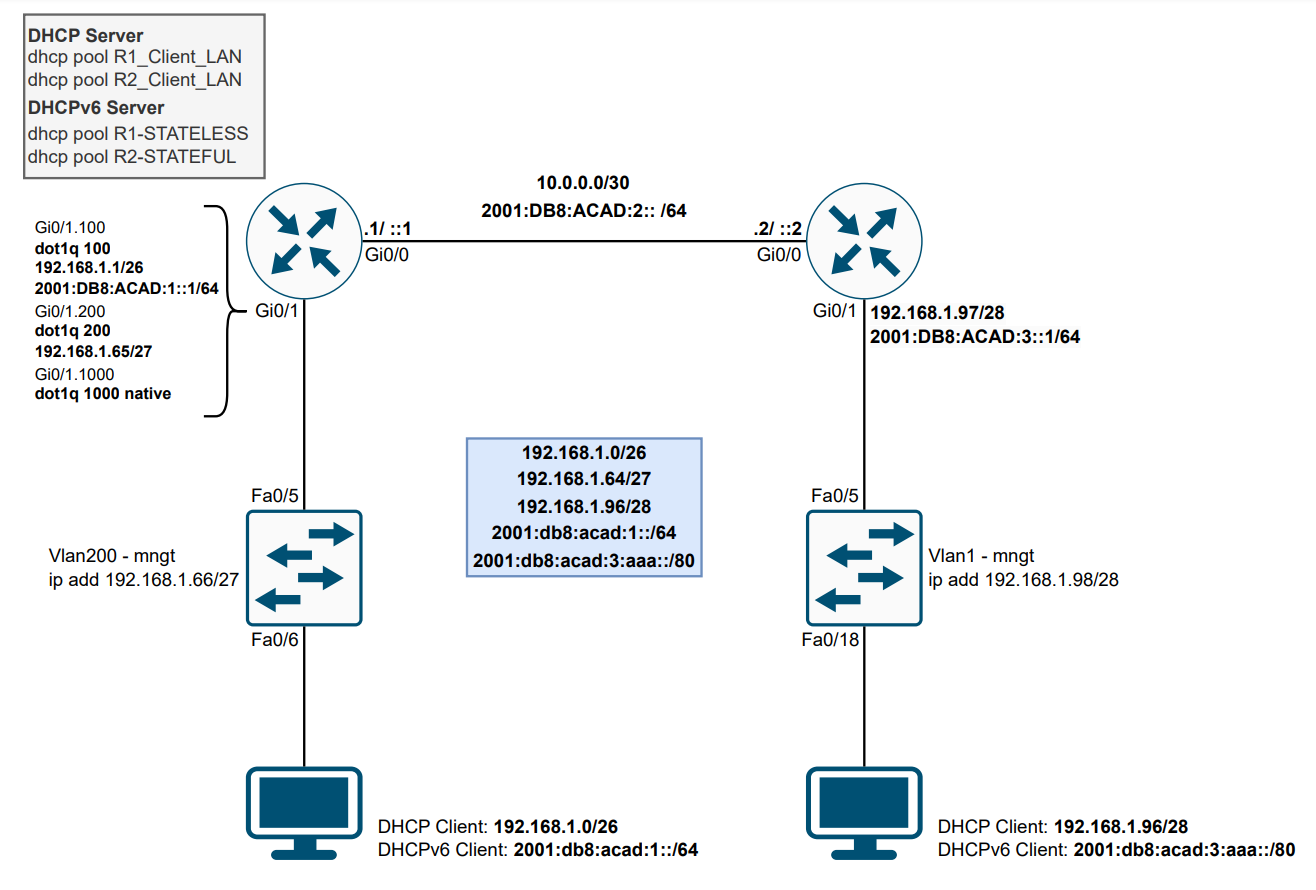 DHCP Server
dhcp pool R1_Client_LAN
dhcp pool R2_Client_LAN
DHCPv6 Server
dhcp pool R1-STATELESS
dhcp pool R2-STATEFUL
10.0.0.0/30
2001:DB8:ACAD:2:: /64
.1/ ::1
Gi0/0
.2/ ::2
Gi0/0
Gi0/1.100
dot1q 100
192.168.1.1/26
2001:DB8:ACAD:1::1/64
Gi0/1.200
dot1q 200
192.168.1.65/27
Gi0/1.1000
dot1q 1000 native
Gi0/1
Gi0/1
192.168.1.97/28
2001:DB8:ACAD:3::1/64
192.168.1.0/26
192.168.1.64/27
192.168.1.96/28
2001:db8:acad:1::/64
2001:db8:acad:3:aaa::/80
Fa0/5
Vlan200 - mngt
ip add 192.168.1.66/27
Fa0/6
Fa0/5
Vlan1 - mngt
ip add 192.168.1.98/28
Fa0/18
DHCP Client: 192.168.1.0/26
DHCPv6 Client: 2001:db8:acad:1::/64
DHCP Client: 192.168.1.96/28
DHCPv6 Client: 2001:db8:acad:3:aaa::/80